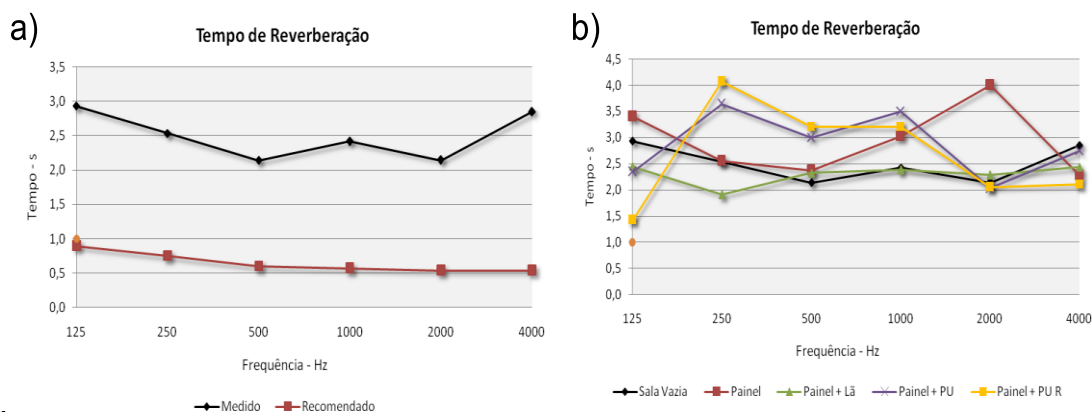 a)
Tempo de Reverberação
3,5
3,0
2,5
2,0
1,5
1,0
0,5
0,0
Tempo - s
125 250 500 1000 2000 4000
Frequência - Hz
Medido Recomendado
b)
Tempo de Reverberação
4,5
4,0
3,5
3,0
2,5
2,0
1,5
1,0
0,5
0,0
Tempo - s
125 250 500 1000 2000 4000
Frequência - Hz
Sala Vazia Painel Painel + Lã Painel + PU Painel + PU R